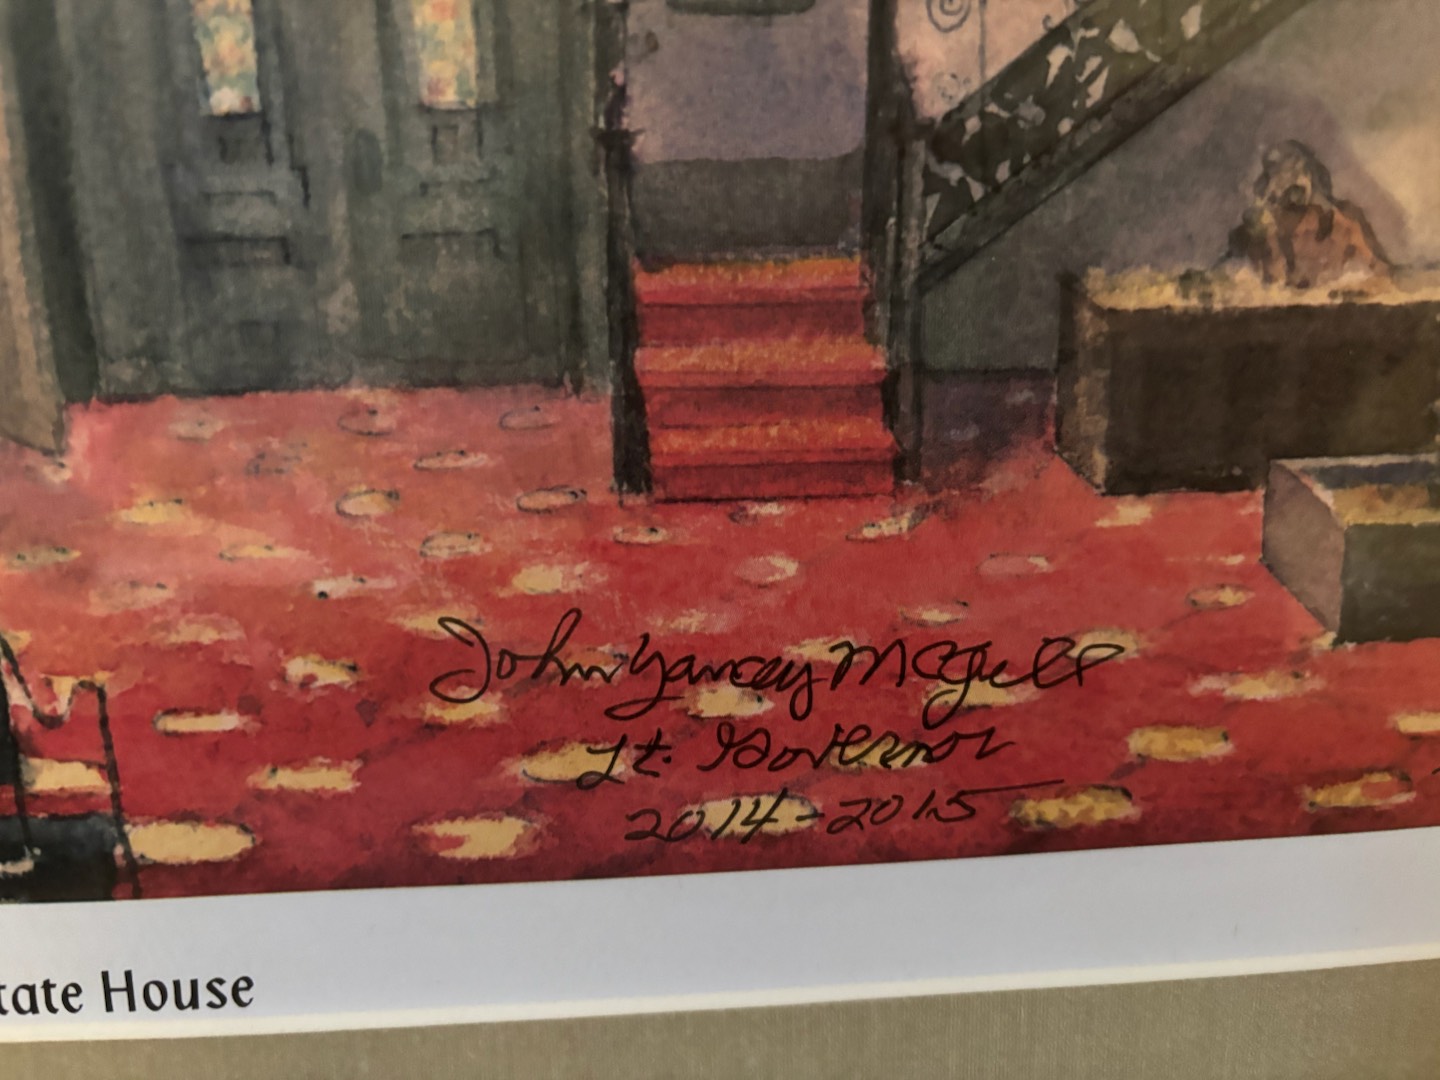 John Yancey McGill
Lt. Governor
2014-2015
tate House